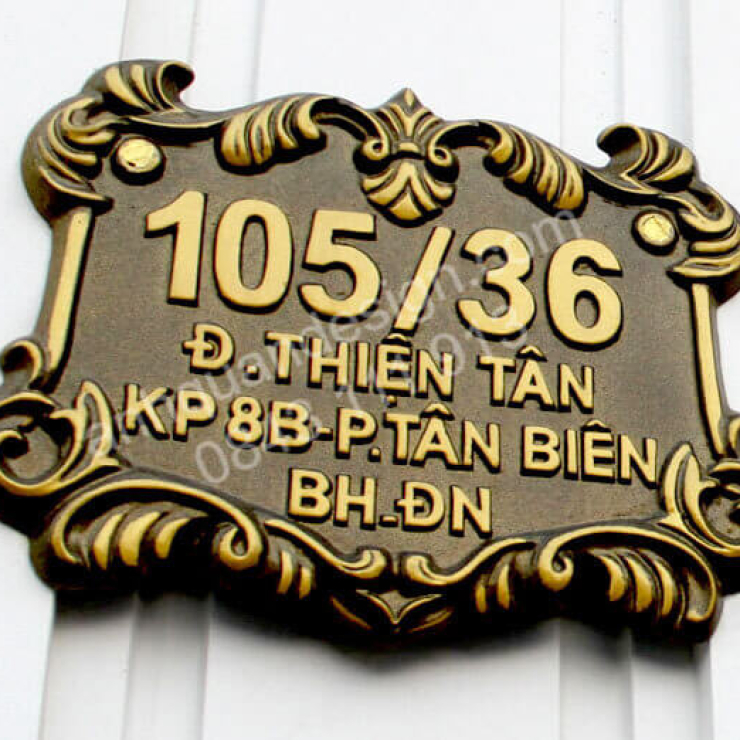 105/36
Đ.THIỆN TÂN
KP 8B-P.TÂN BIÊN
BH-ĐN